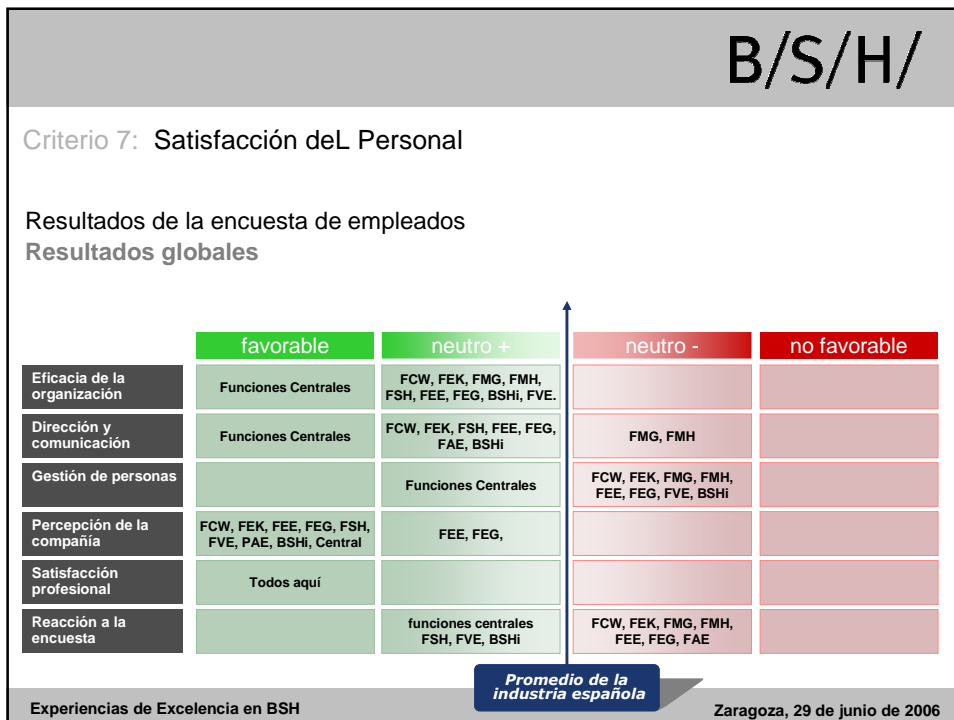 B/S/H/
Criterio 7: Satisfacción deL Personal
Resultados de la encuesta de empleados
Resultados globales
favorable neutro + neutro - no favorable
Eficacia de la
organización
Funciones Centrales
FCW, FEK, FMG, FMH,
FSH, FEE, FEG, BSHi, FVE.
Dirección y
comunicación
Funciones Centrales
FCW, FEK, FSH, FEE, FEG,
FAE, BSHi
FMG, FMH
Gestión de personas
Funciones Centrales
FCW, FEK, FMG, FMH,
FEE, FEG, FVE, BSHi
Percepción de la
compañía
FCW, FEK, FEE, FEG, FSH,
FVE, PAE, BSHi, Central
FEE, FEG,
Satisfacción
profesional
Todos aquí
Reacción a la
encuesta
funciones centrales
FSH, FVE, BSHi
FCW, FEK, FMG, FMH,
FEE, FEG, FAE
Promedio de la
industria española
Experiencias de Excelencia en BSH
Zaragoza, 29 de junio de 2006